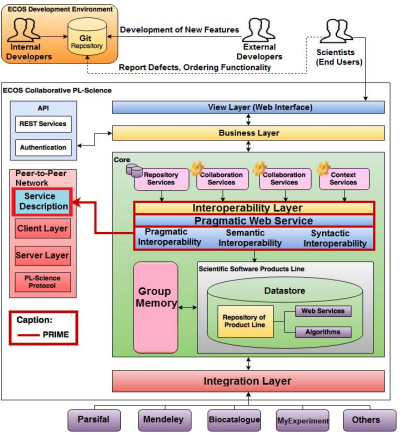 ECOS Development Environment
Internal
Developers
Git
Repository
Development of New Features
External
Developers
Scientists
(End Users)
Report Defects, Ordering Functionality
ECOS Collaborative PL-Science
API
REST Services
Authentication
View Layer (Web Interface)
Business Layer
Peer-to-Peer
Network
Service
Description
Client Layer
Server Layer
PL-Science
Protocol
Core
Repository
Services
Collaboration
Services
Collaboration
Services
Context
Services
Interoperability Layer
Pragmatic Web Service
Pragmatic
Interoperability
Semantic
Interoperability
Syntactic
Interoperability
Group
Memory
Scientific Software Products Line
Datastore
Repository of
Product Line
Web Services
Algorithms
Caption:
PRIME
Integration Layer
Parsifal
Mendeley
Biocatalogue
MyExperiment
Others